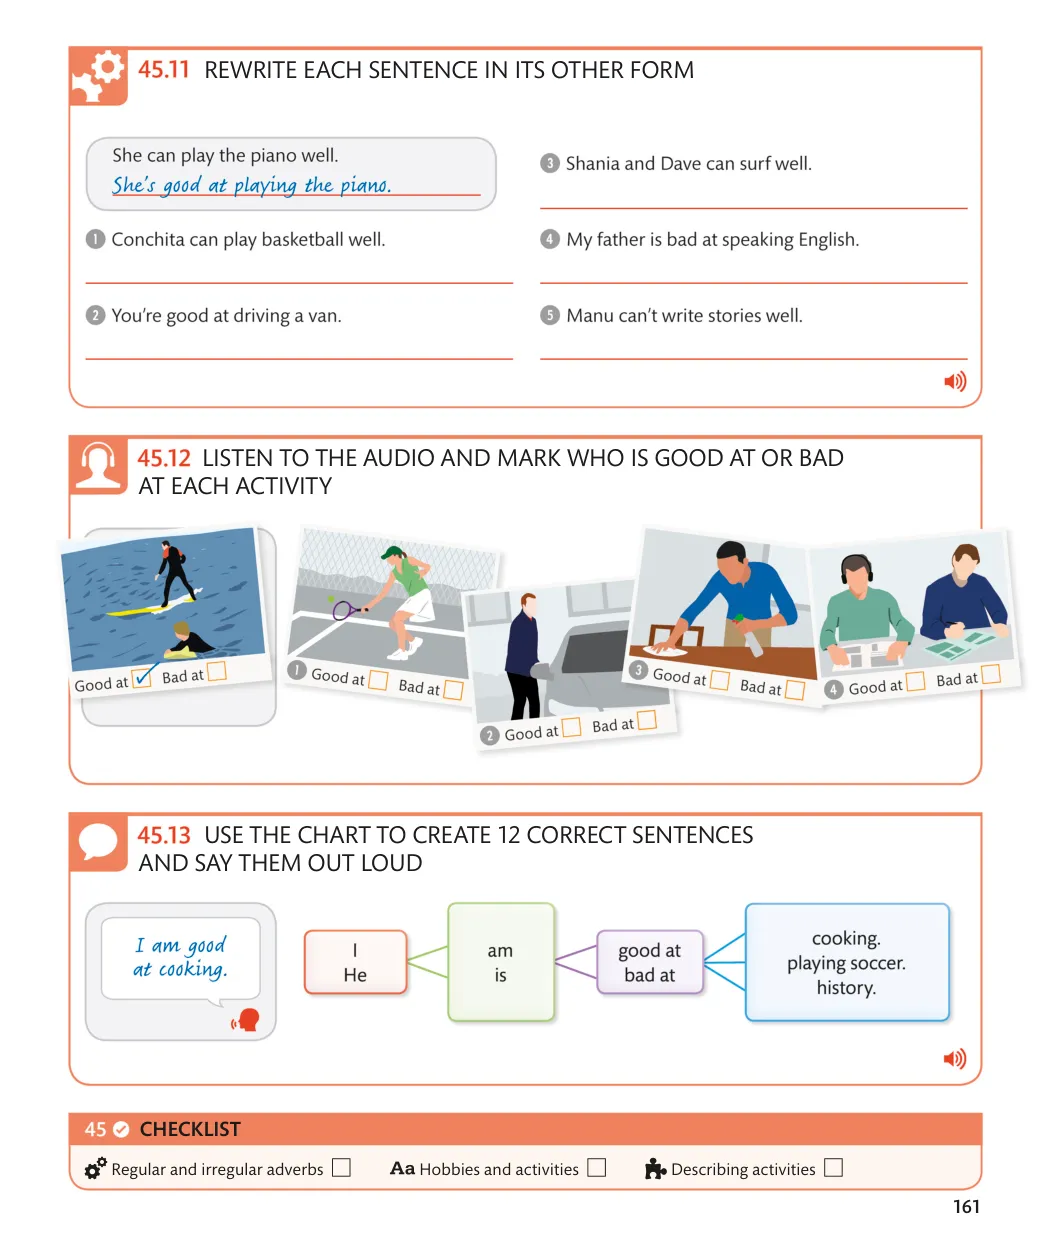 45.11 REWRITE EACH SENTENCE IN ITS OTHER FORM
She can play the piano well.
She's good at playing the piano.
1 Conchita can play basketball well.
2 You're good at driving a van.
3 Shania and Dave can surf well.
4 My father is bad at speaking English.
5 Manu can't write stories well.
45.12 LISTEN TO THE AUDIO AND MARK WHO IS GOOD AT OR BAD
AT EACH ACTIVITY
Good at Bad at
1 Good at Bad at
2 Good at Bad at
3 Good at Bad at
4 Good at Bad at
45.13 USE THE CHART TO CREATE 12 CORRECT SENTENCES
AND SAY THEM OUT LOUD
I am good
at cooking.
I
He
am
is
good at
bad at
cooking.
playing soccer.
history.
45 CHECKLIST
Regular and irregular adverbs
Aa Hobbies and activities
Describing activities
161